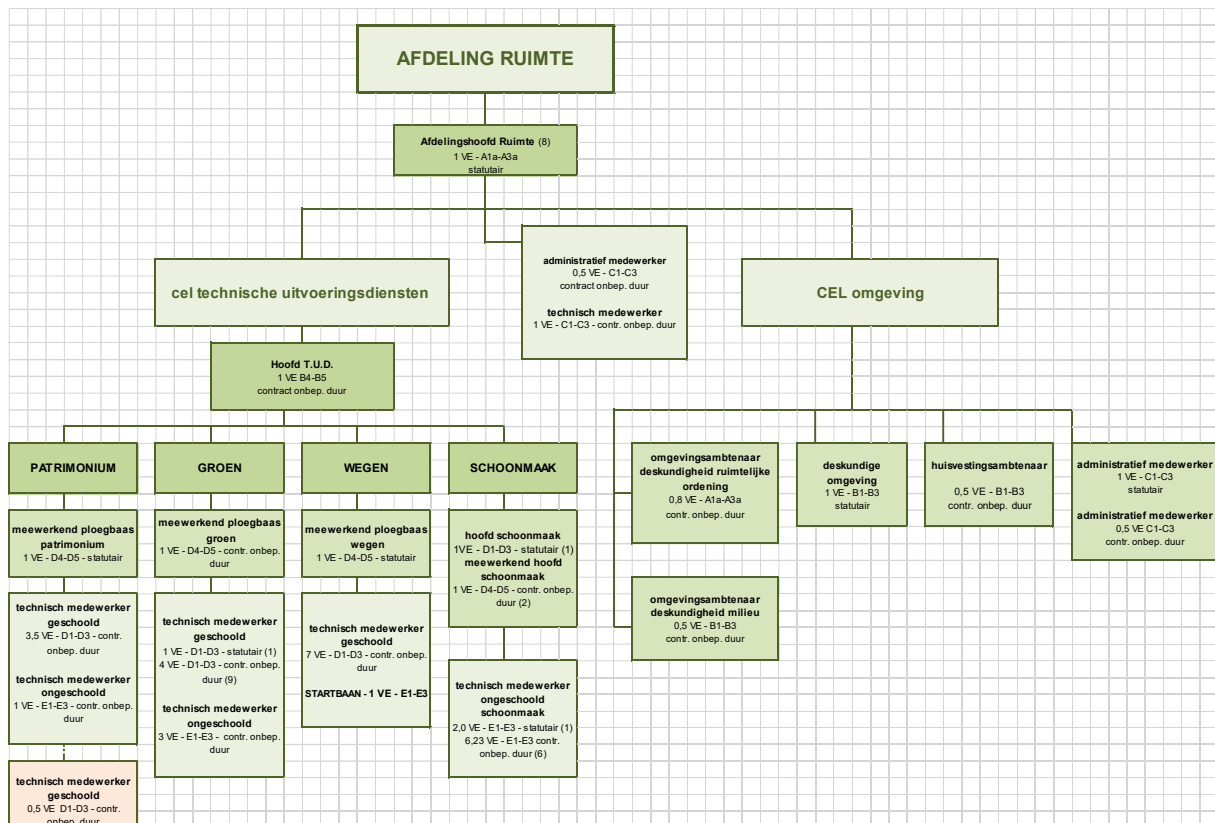 AFDELING RUIMTE
Afdelingshoofd Ruimte (8)
1 VE - A1a-A3a
statutair
administratief medewerker
0,5 VE - C1-C3
contract onbep. duur
technisch medewerker
1 VE - C1-C3 - contr. onbep. duur
cel technische uitvoeringsdiensten
CEL omgeving
Hoofd T.U.D.
1 VE B4-B5
contract onbep. duur
PATRIMONIUM
GROEN
WEGEN
SCHOONMAAK
meewerkend ploegbaas
patrimonium
1 VE - D4-D5 - statutair
meewerkend ploegbaas
groen
1 VE - D4-D5 - contr. onbep.
duur
meewerkend ploegbaas
wegen
1 VE - D4-D5 - statutair
hoofd schoonmaak
1VE - D1-D3 - statutair (1)
meewerkend hoofd
schoonmaak
1 VE - D4-D5 - contr. onbep.
duur (2)
omgevingsambtenaar
deskundigheid ruimtelijke
ordening
0,8 VE - A1a-A3a
contr. onbep. duur
deskundige
omgeving
1 VE - B1-B3
statutair
huisvestingsambtenaar
0,5 VE - B1-B3
contr. onbep. duur
administratief medewerker
1 VE - C1-C3
statutair
administratief medewerker
0,5 VE C1-C3
contr. onbep. duur
technisch medewerker
geschoold
3,5 VE - D1-D3 - contr.
onbep. duur
technisch medewerker
ongeschoold
1 VE - E1-E3 - contr. onbep.
duur
technisch medewerker
geschoold
1 VE - D1-D3 - statutair (1)
4 VE - D1-D3 - contr. onbep.
duur (9)
technisch medewerker
ongeschoold
3 VE - E1-E3 - contr. onbep.
duur
technisch medewerker
geschoold
7 VE - D1-D3 - contr. onbep.
duur
STARTBAAN - 1 VE - E1-E3
technisch medewerker
ongeschoold
schoonmaak
2,0 VE - E1-E3 - statutair (1)
6,23 VE - E1-E3 contr.
onbep. duur (6)
omgevingsambtenaar
deskundigheid milieu
0,5 VE - B1-B3
contr. onbep. duur
technisch medewerker
geschoold
0,5 VE D1-D3 - contr.
onbep. duur